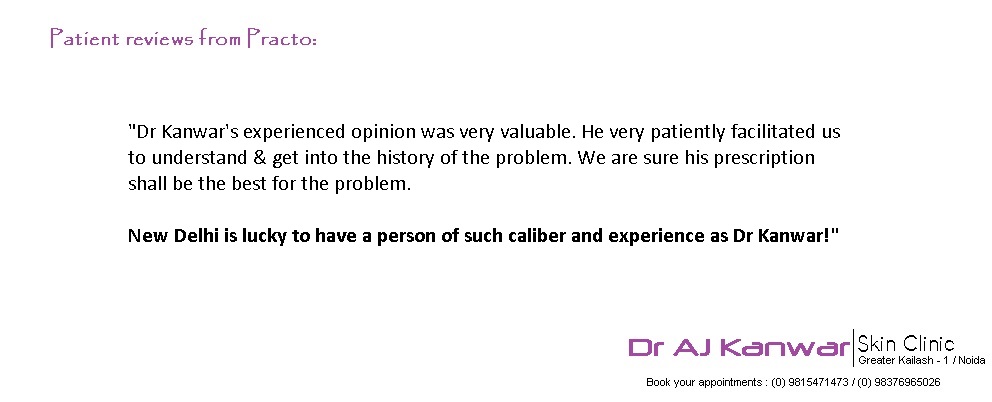 Patient reviews from Practo:
"Dr Kanwar's experienced opinion was very valuable. He very patiently facilitated us
to understand & get into the history of the problem. We are sure his prescription
shall be the best for the problem.
New Delhi is lucky to have a person of such caliber and experience as Dr Kanwar!"
Dr AJ Kanwar
Skin Clinic
Greater Kailash - 1 / Noida
Book your appointments : (0) 9815471473 / (0) 98376965026